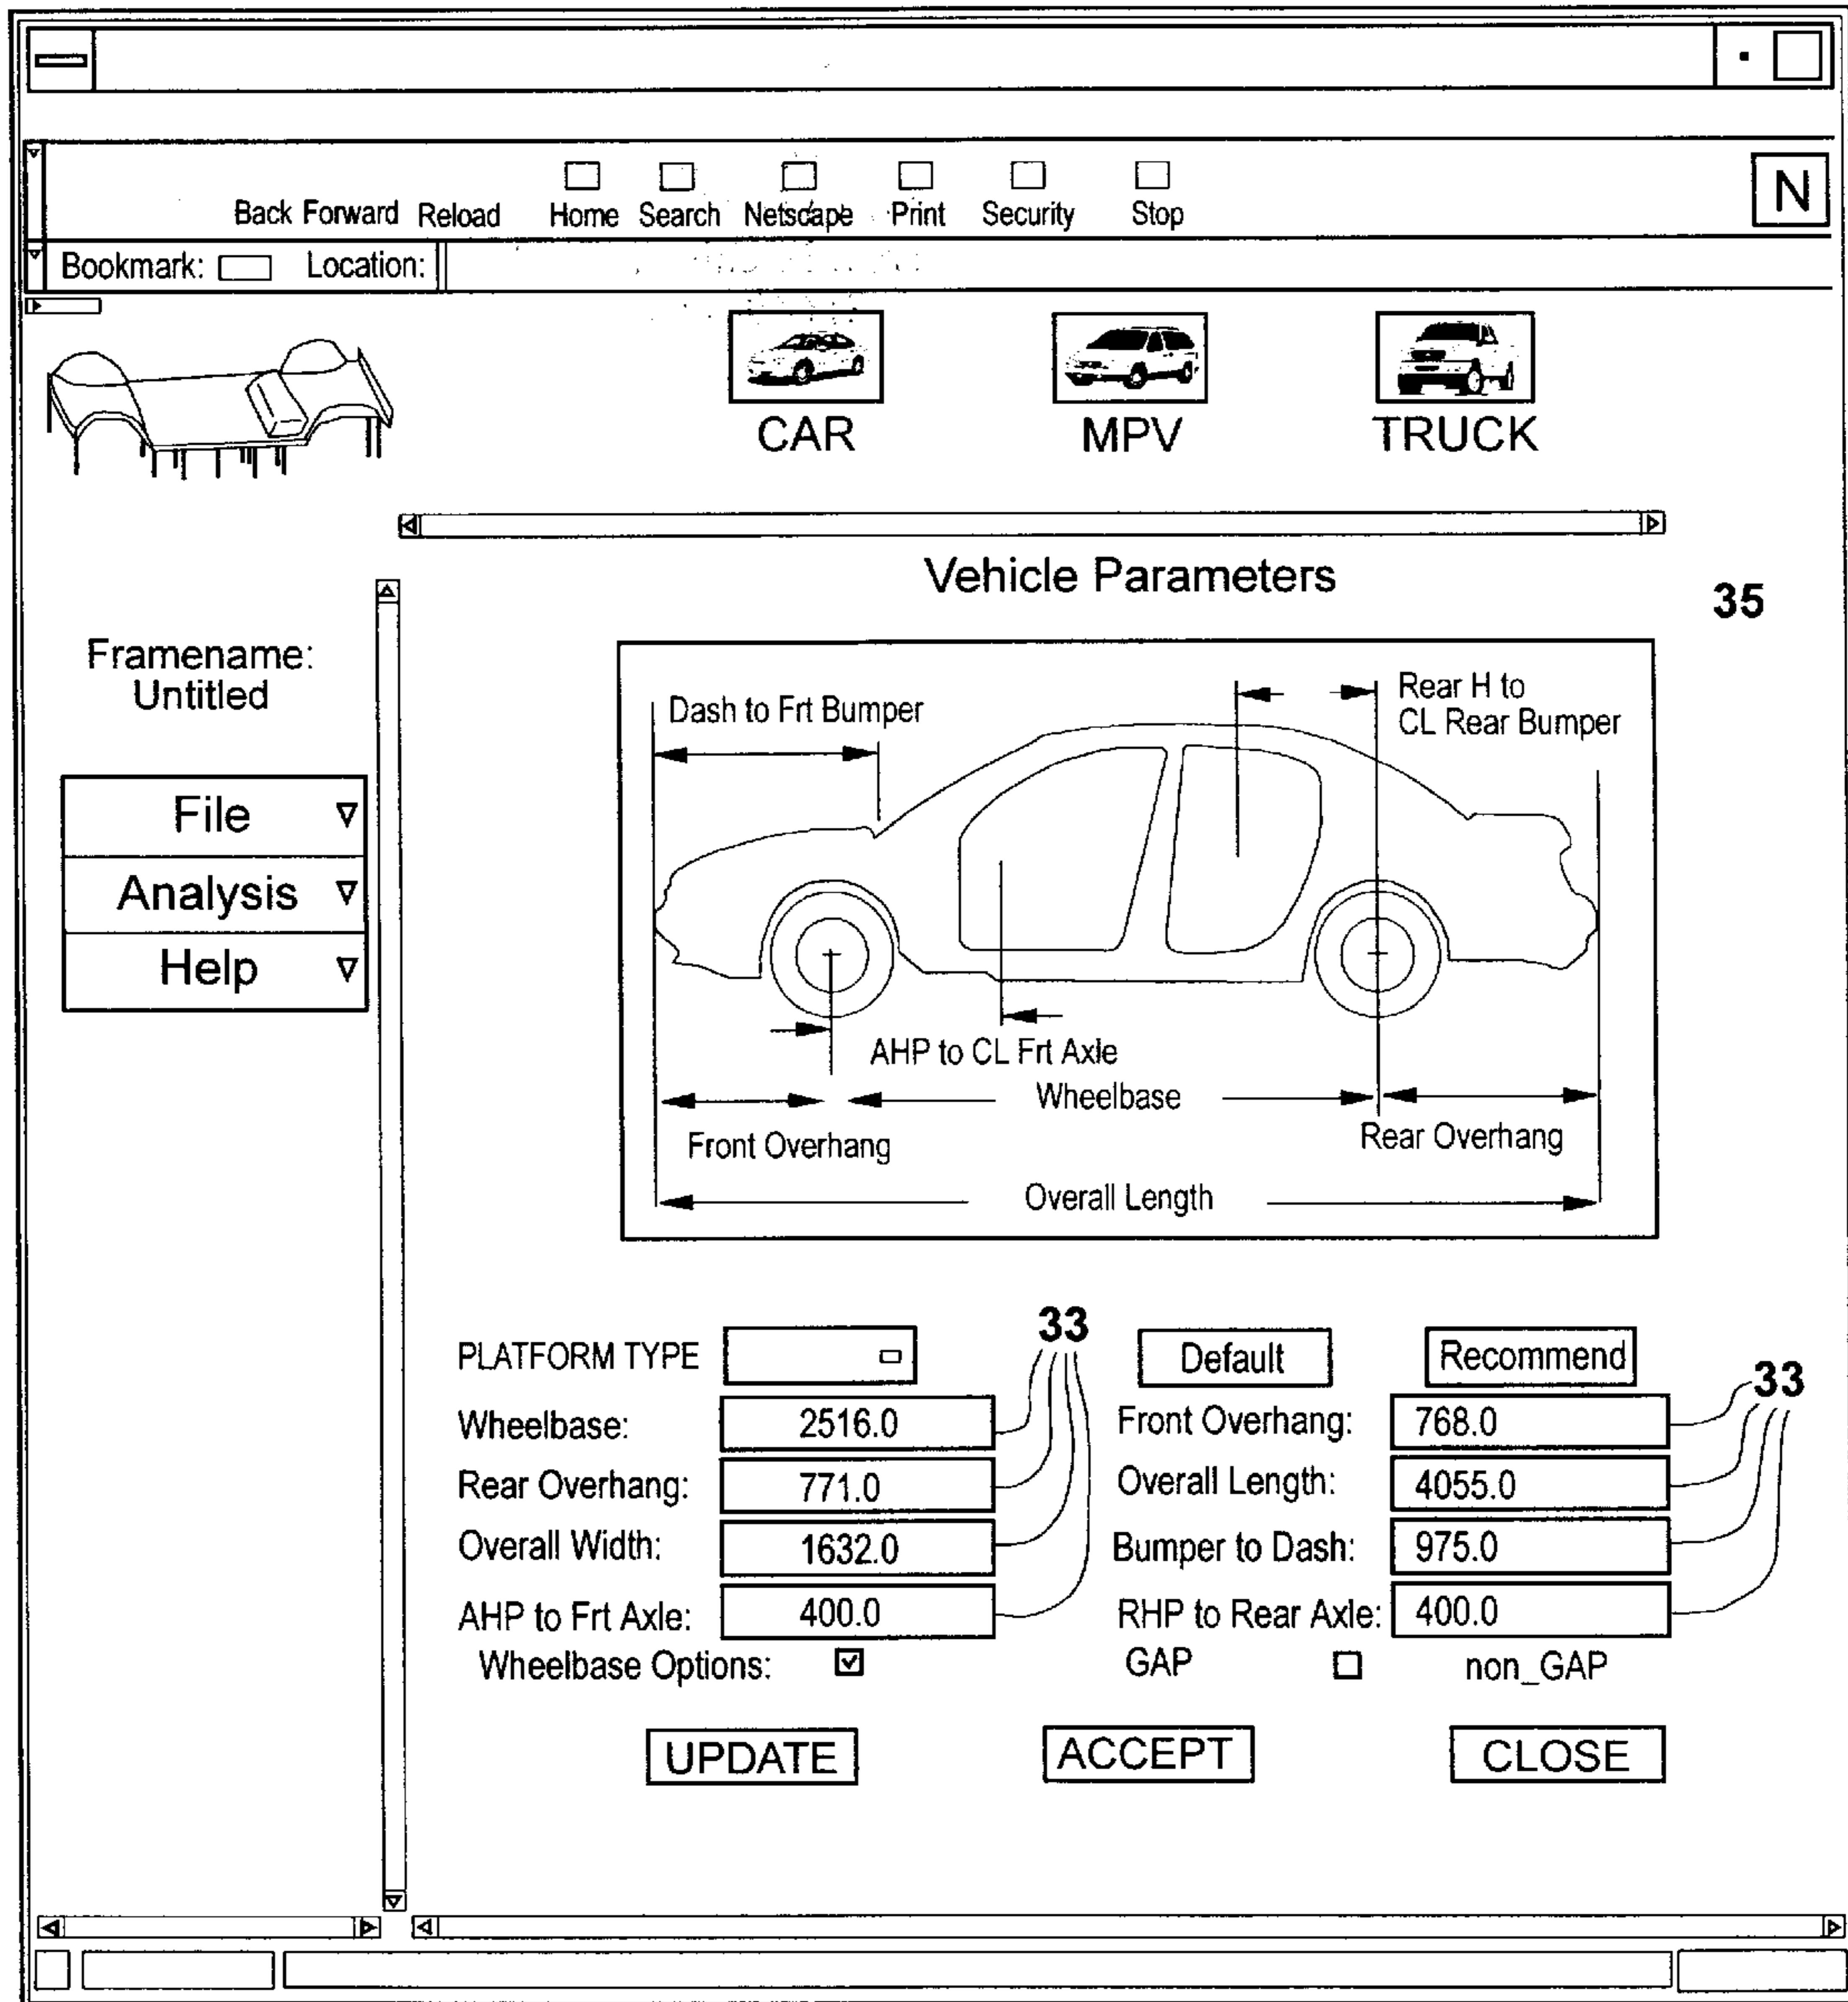 Back Forward Reload Home Search Netscape Print Security Stop
N
Bookmark: Location:
CAR MPV TRUCK
Vehicle Parameters
35
Framename:
Untitled
File
Analysis
Help
Dash to Frt Bumper
Rear H to
CL Rear Bumper
AHP to CL Frt Axle
Wheelbase
Front Overhang
Rear Overhang
Overall Length
33
PLATFORM TYPE Default Recommend
33
Wheelbase: 2516.0 Front Overhang: 768.0
Rear Overhang: 771.0 Overall Length: 4055.0
Overall Width: 1632.0 Bumper to Dash: 975.0
AHP to Frt Axle: 400.0 RHP to Rear Axle: 400.0
Wheelbase Options: GAP non_GAP
UPDATE ACCEPT CLOSE